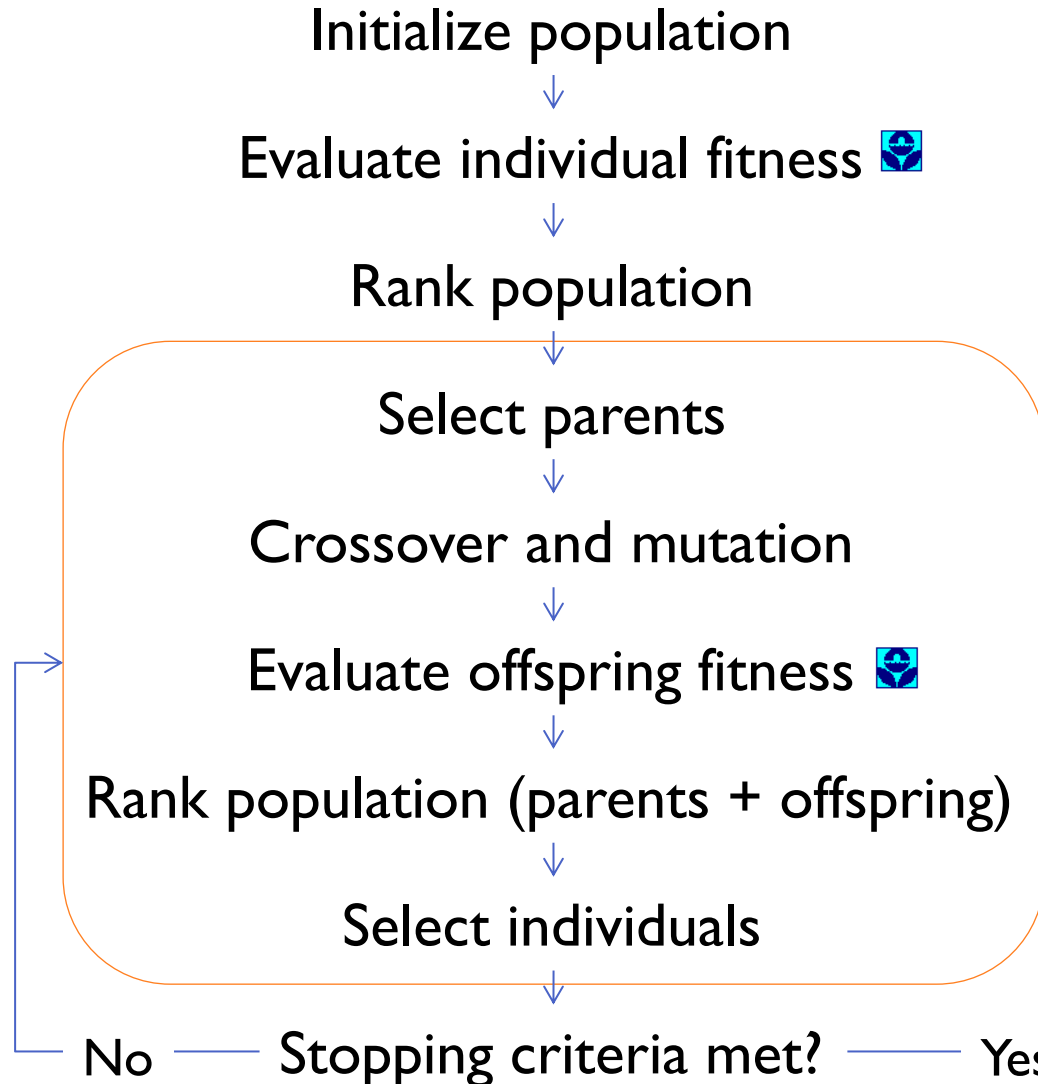 Initialize population
Evaluate individual fitness
Rank population
Select parents
Crossover and mutation
Evaluate offspring fitness
Rank population (parents + offspring)
Select individuals
No Stopping criteria met? Yes